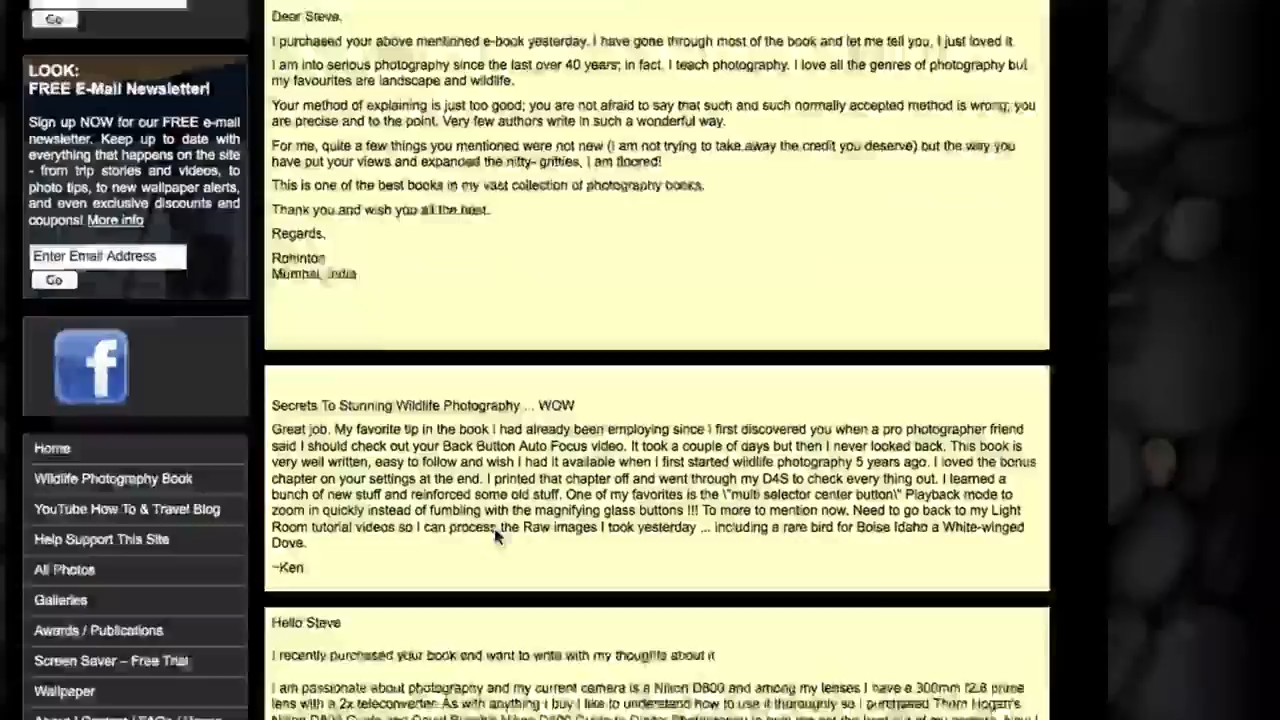 Go
LOOK:
FREE E-Mail Newsletter!
Sign up NOW for our FREE e-mail
newsletter. Keep up to date with
everything that happens on the site
- from trip stories and videos, to
photo tips, to new wallpaper alerts,
and even exclusive discounts and
coupons! More info
Enter Email Address
Go
f
Home
Wildlife Photography Book
YouTube How To & Travel Blog
Help Support This Site
All Photos
Galleries
Awards / Publications
Screen Saver – Free Trial
Wallpaper
Dear Steve,
I purchased your above mentioned e-book yesterday. I have gone through most of the book and let me tell you, I just loved it.
I am into serious photography since the last over 40 years; in fact, I teach photography. I love all the genres of photography but
my favourites are landscape and wildlife.
Your method of explaining is just too good; you are not afraid to say that such and such normally accepted method is wrong; you
are precise and to the point. Very few authors write in such a wonderful way.
For me, quite a few things you mentioned were not new (I am not trying to take away the credit you deserve) but the way you
have put your views and expanded the nitty- gritties, I am floored!
This is one of the best books in my vast collection of photography books.
Thank you and wish you all the best.
Regards,
Rohinton
Mumbai, India
Secrets To Stunning Wildlife Photography ... WOW
Great job. My favorite tip in the book I had already been employing since I first discovered you when a pro photographer friend
said I should check out your Back Button Auto Focus video. It took a couple of days but then I never looked back. This book is
very well written, easy to follow and wish I had it available when I first started wildlife photography 5 years ago. I loved the bonus
chapter on your settings at the end. I printed that chapter off and went through my D4S to check everything out. I learned a
bunch of new stuff and reinforced some old stuff. One of my favorites is the \"multi selector center button\" Playback mode to
zoom in quickly instead of fumbling with the magnifying glass buttons !!! To more to mention now. Need to go back to my Light
Room tutorial videos so I can process the Raw images I took yesterday ... including a rare bird for Boise Idaho a White-winged
Dove.
~Ken
Hello Steve
I recently purchased your book and want to write with my thoughts about it
I am passionate about photography and my current camera is a Nikon D800 and among my lenses I have a 300mm f2.8 prime
lens with a 2x teleconverter. As with anything I buy I like to understand how to use it thoroughly so I purchased Thom Hogan's